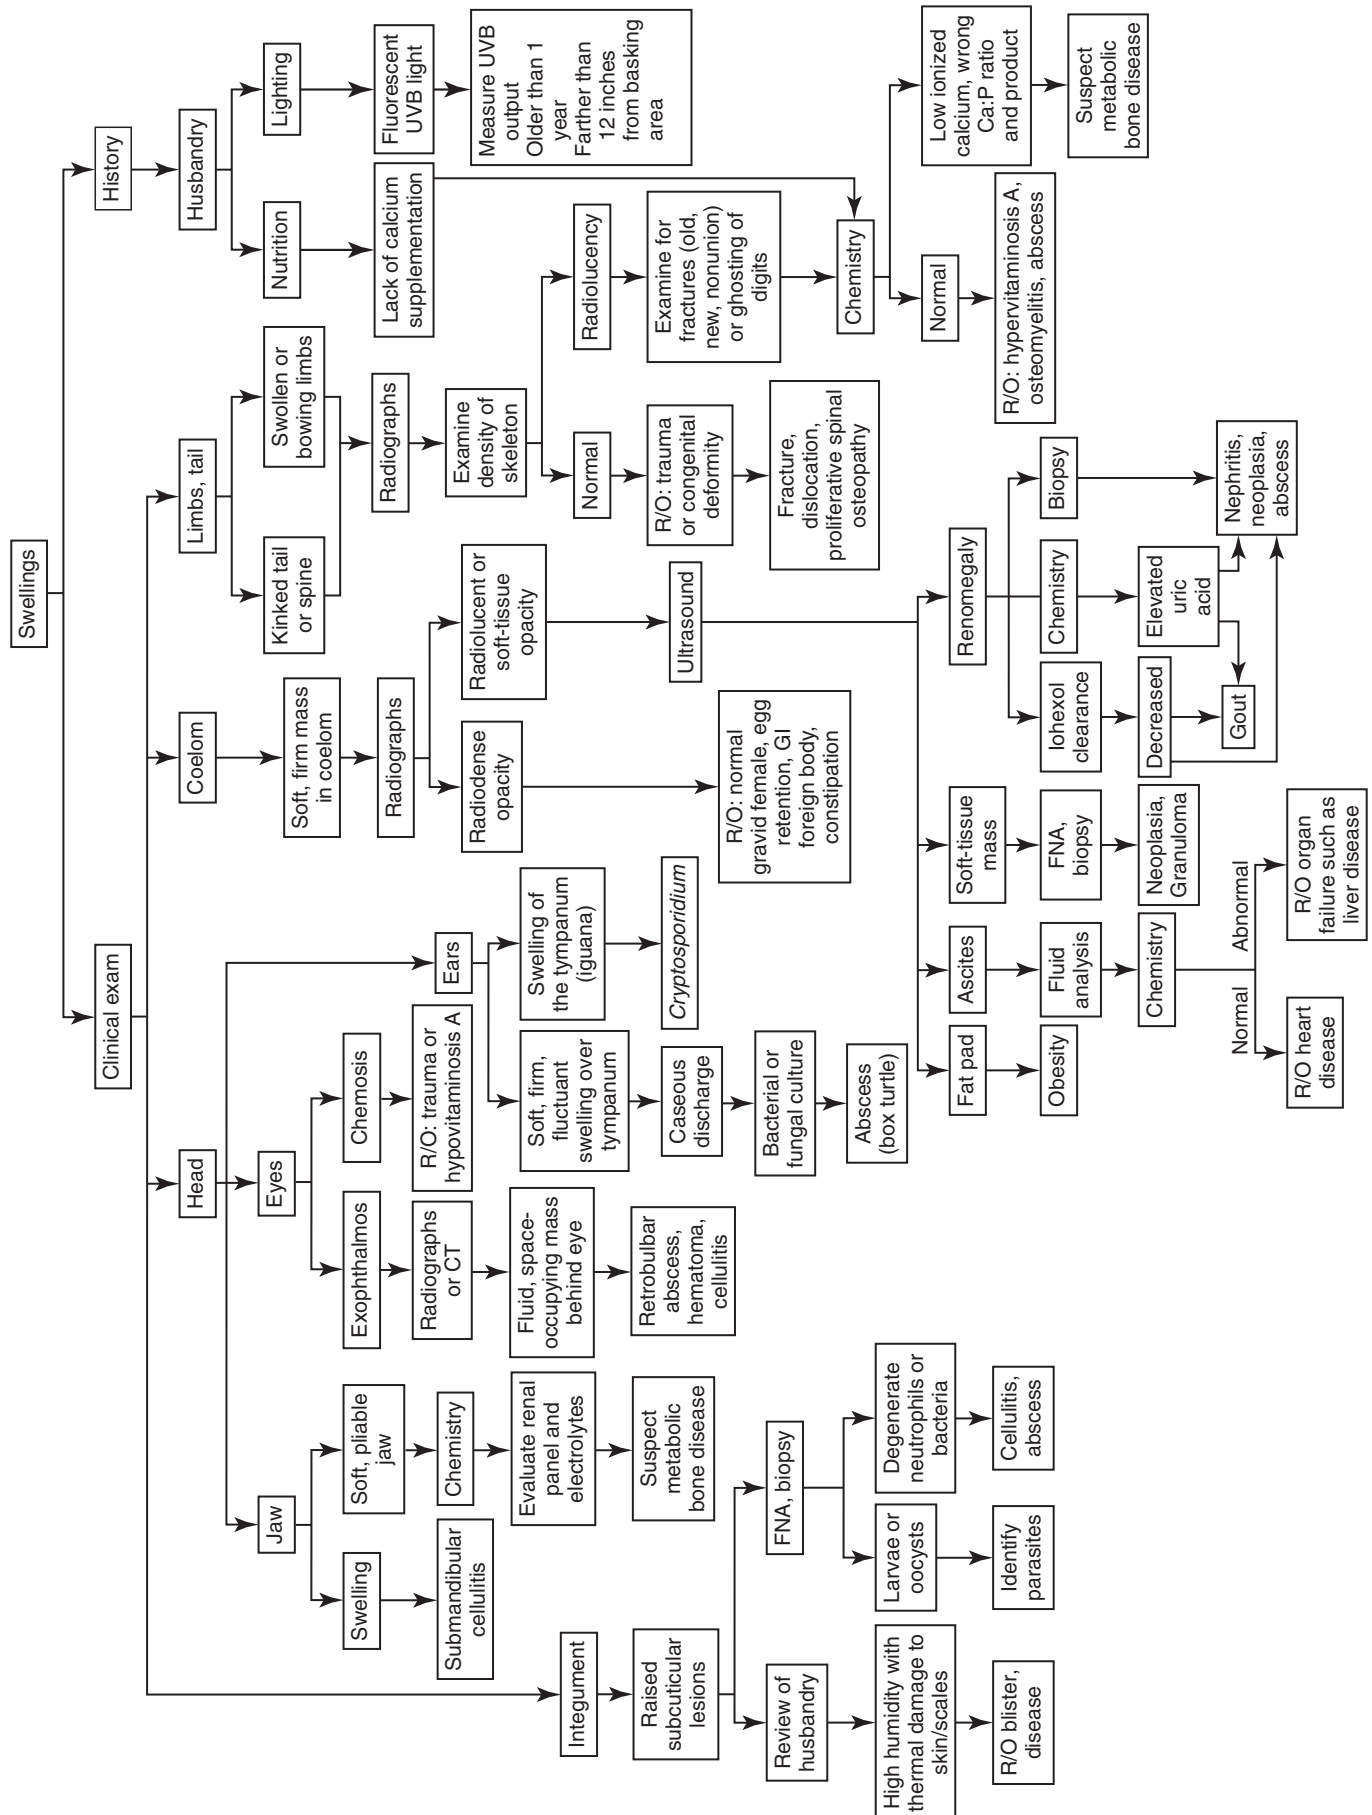 Swellings
Clinical exam
History
Integument
Head
Coelom
Limbs, tail
Husbandry
Jaw
Eyes
Ears
Nutrition
Lighting
Raised
subcuticular
lesions
Review of
husbandry
High humidity with
thermal damage to
skin/scales
R/O blister,
disease
FNA, biopsy
Larvae or
oocysts
Identify
parasites
Degenerate
neutrophils or
bacteria
Cellulitis,
abscess
Swelling
Submandibular
cellulitis
Soft, pliable
jaw
Chemistry
Evaluate renal
panel and
electrolytes
Suspect
metabolic
bone disease
Exophthalmos
Radiographs
or CT
Fluid, space-
occupying mass
behind eye
Retrobulbar
abscess,
hematoma,
cellulitis
Chemosis
R/O: trauma or
hypovitaminosis A
Soft, firm,
fluctuant
swelling over
tympanum
Caseous
discharge
Bacterial or
fungal culture
Abscess
(box turtle)
Swelling of
the tympanum
(iguana)
Cryptosporidium
Soft, firm mass
in coelom
Radiographs
Radiodense
opacity
R/O: normal
gravid female, egg
retention, GI
foreign body,
constipation
Radiolucent or
soft-tissue
opacity
Ultrasound
Fat pad
Obesity
Ascites
Fluid
analysis
Chemistry
Normal
R/O heart
disease
Abnormal
R/O organ
failure such as
liver disease
Soft-tissue
mass
FNA,
biopsy
Neoplasia,
Granuloma
Renomegaly
Iohexol
clearance
Decreased
Gout
Chemistry
Elevated
uric
acid
Biopsy
Nephritis,
neoplasia,
abscess
Kinked tail
or spine
Swollen or
bowing limbs
Radiographs
Examine
density of
skeleton
Normal
R/O: trauma
or congenital
deformity
Fracture,
dislocation,
proliferative spinal
osteopathy
Radiolucency
Examine for
fractures (old,
new, nonunion)
or ghosting of
digits
Lack of calcium
supplementation
Chemistry
Normal
R/O: hypervitaminosis A,
osteomyelitis, abscess
Low ionized
calcium, wrong
Ca:P ratio
and product
Suspect
metabolic
bone disease
Fluorescent
UVB light
Measure UVB
output
Older than 1
year
Farther than
12 inches
from basking
area